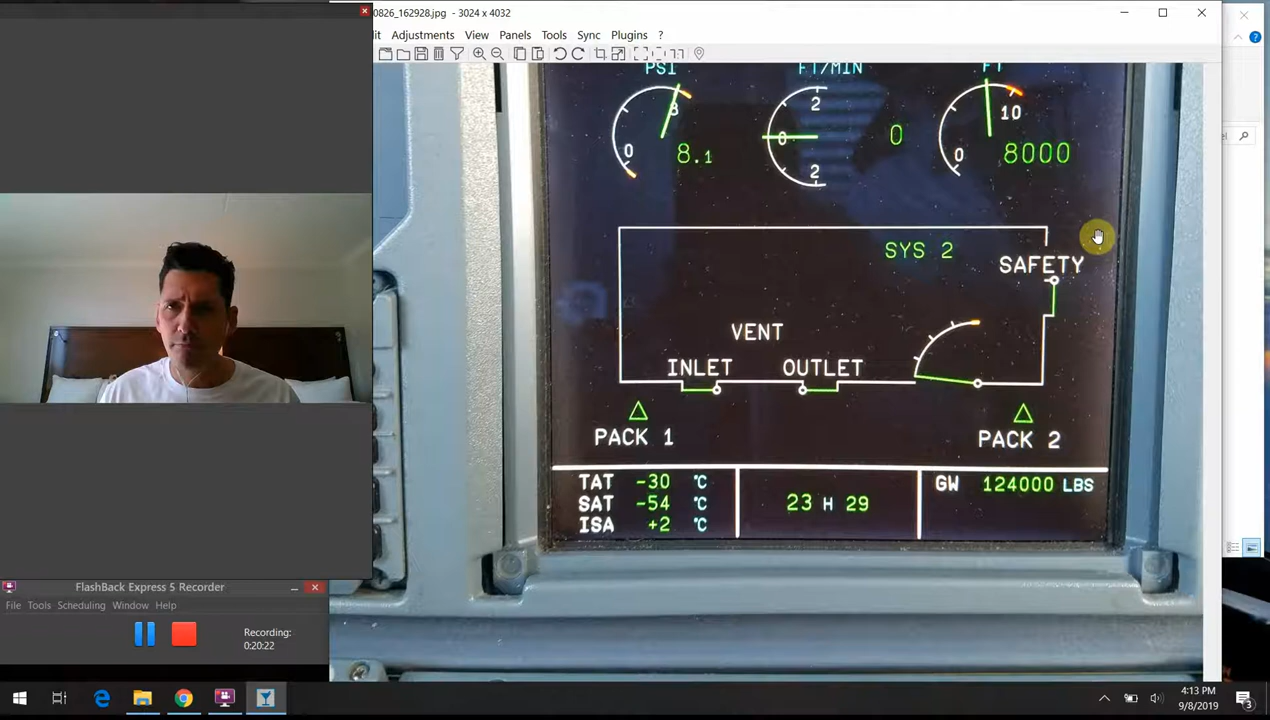 0826_162928.jpg - 3024 x 4032
it Adjustments View Panels Tools Sync Plugins ?
PSI FT/MIN FT
8 2 10
0 8.1 0 0 0 8000
2
SYS 2
SAFETY
VENT
INLET OUTLET
PACK 1 PACK 2
TAT -30 °C GW 124000 LBS
SAT -54 °C 23 H 29
ISA +2 °C
FlashBack Express 5 Recorder
File Tools Scheduling Window Help
Recording:
0:20:22
4:13 PM
9/8/2019
3